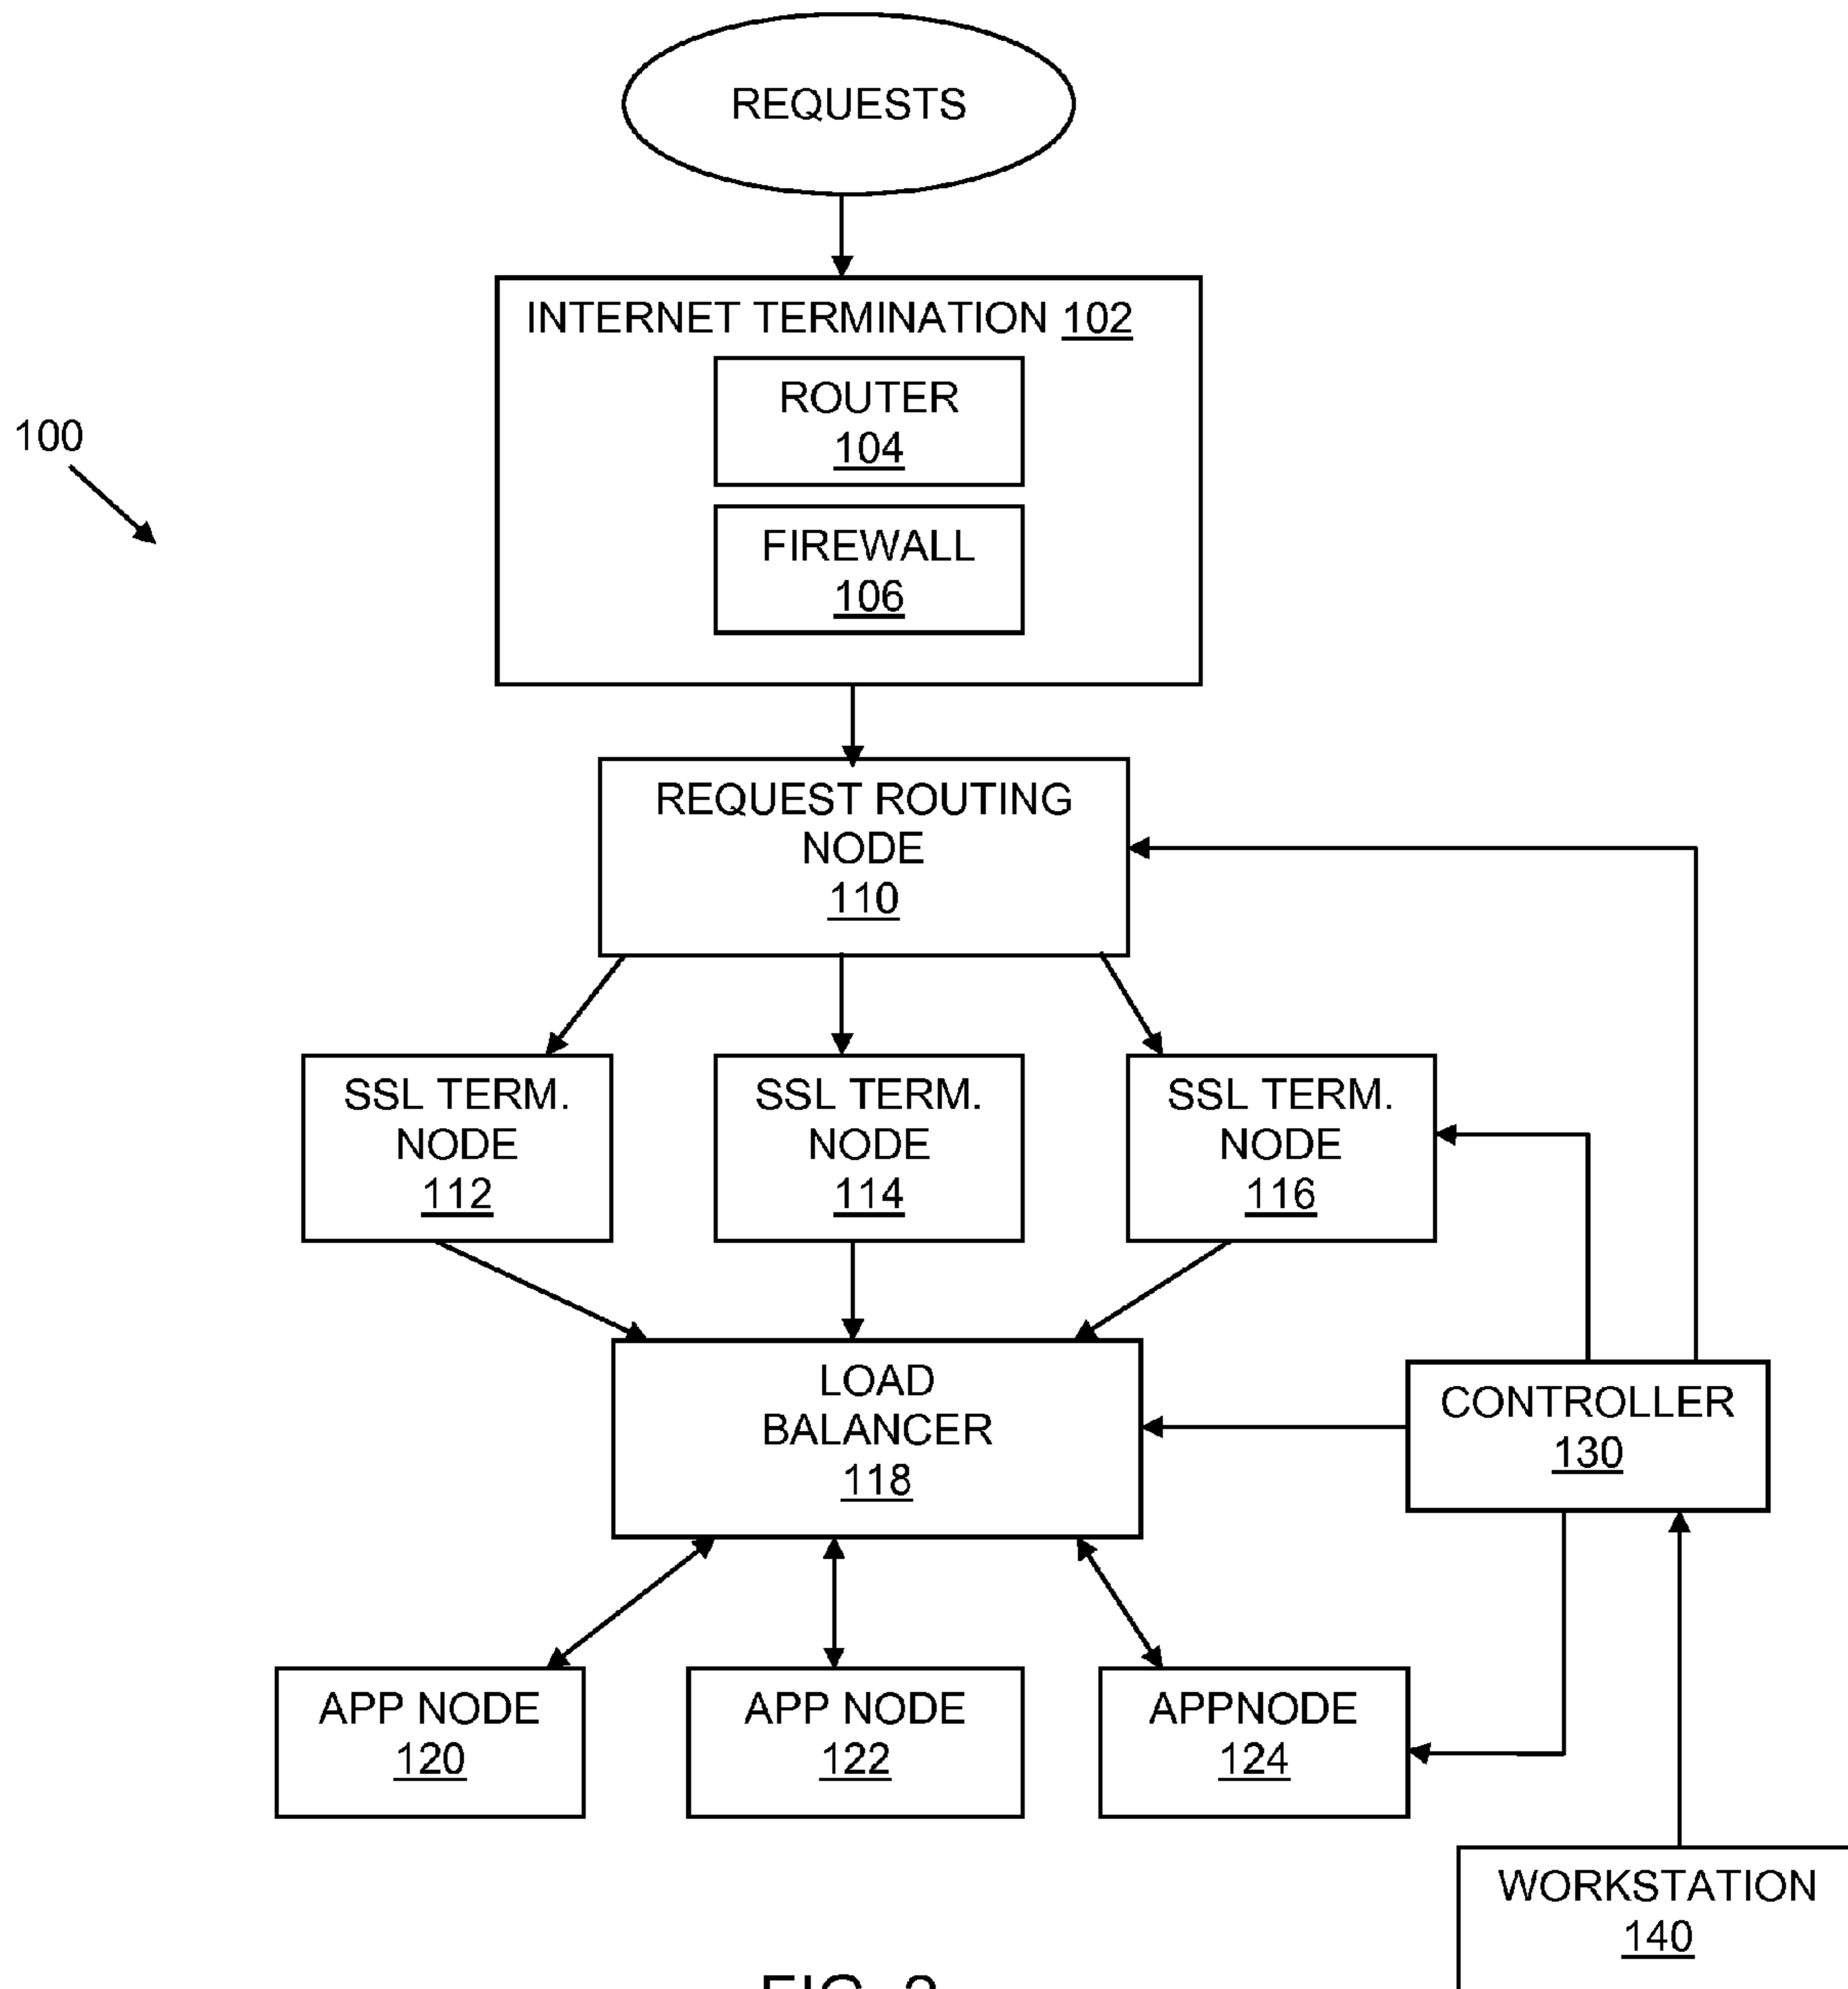 REQUESTS
INTERNET TERMINATION 102
ROUTER
104
FIREWALL
106
100
REQUEST ROUTING
NODE
110
SSL TERM.
NODE
112
SSL TERM.
NODE
114
SSL TERM.
NODE
116
LOAD
BALANCER
118
CONTROLLER
130
APP NODE
120
APP NODE
122
APPNODE
124
WORKSTATION
140